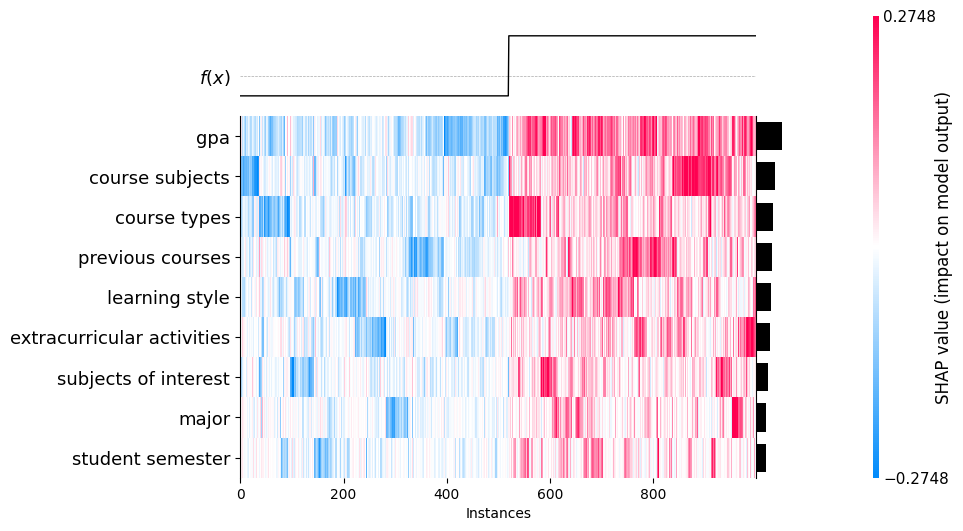 0.2748
f(x)
gpa
course subjects
course types
previous courses
learning style
extracurricular activities
subjects of interest
major
student semester
0 200 400 600 800
Instances
SHAP value (impact on model output)
−0.2748